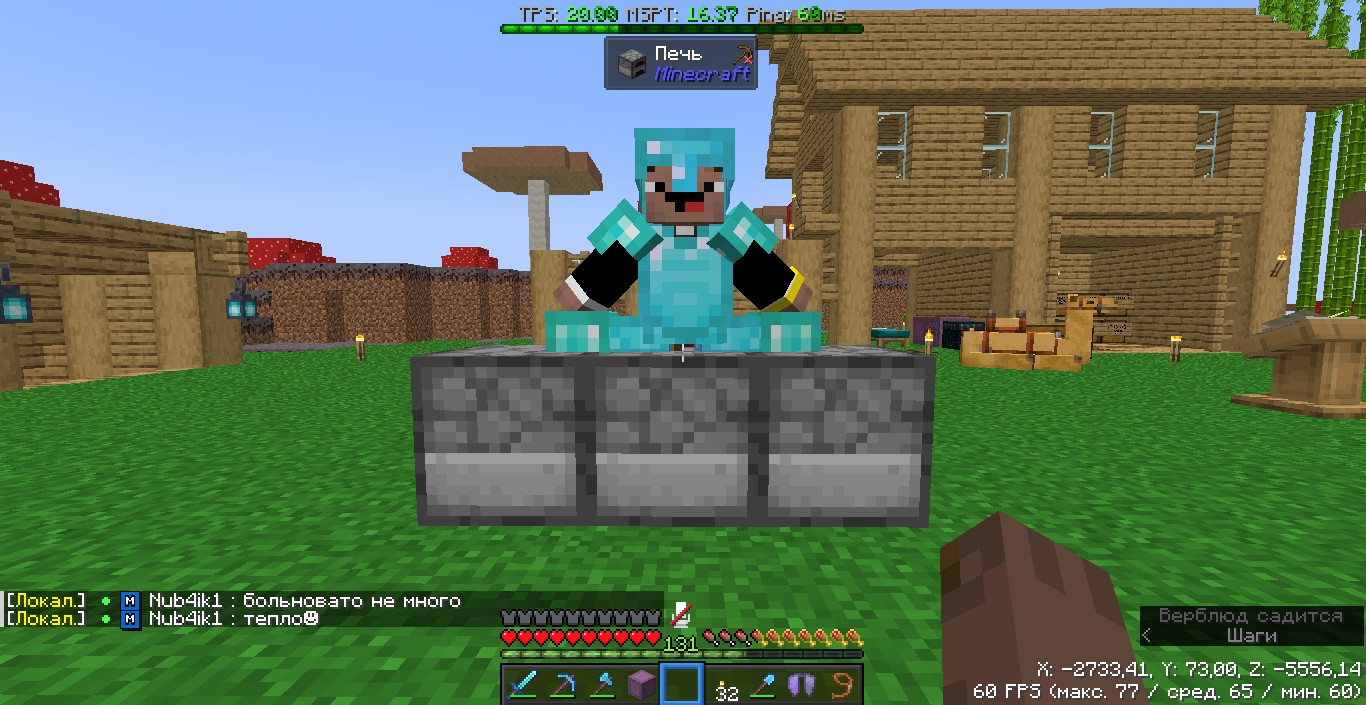 TPS: 20.00 MSPT: 16.37 Ping: 60ms
Печь
Minecraft
[Локал.] ● M Nub4ik1 : больновато не много
[Локал.] ● M Nub4ik1 : тепло☻
131
32
Верблюд садится
< Шаги
X: -2733,41, Y: 73,00, Z: -5556,14
60 FPS (макс. 77 / сред. 65 / мин. 60)